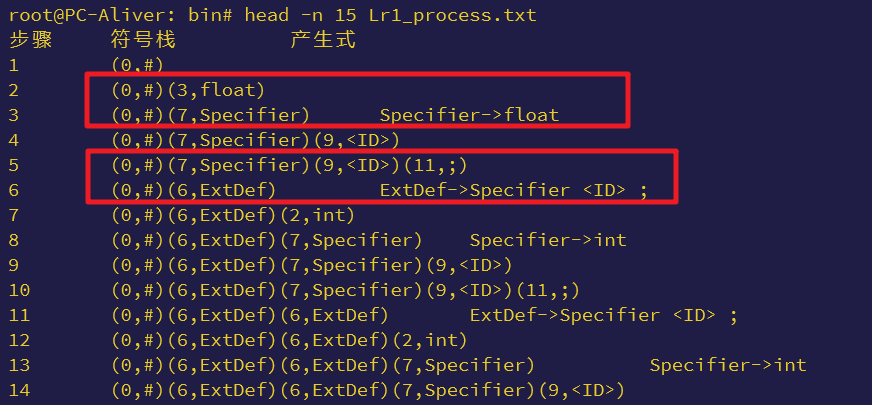 root@PC-Aliver: bin# head -n 15 Lr1_process.txt
步骤 符号栈 产生式
1 (0,#)
2 (0,#)(3,float)
3 (0,#)(7,Specifier) Specifier->float
4 (0,#)(7,Specifier)(9,<ID>)
5 (0,#)(7,Specifier)(9,<ID>)(11,;)
6 (0,#)(6,ExtDef) ExtDef->Specifier <ID> ;
7 (0,#)(6,ExtDef)(2,int)
8 (0,#)(6,ExtDef)(7,Specifier) Specifier->int
9 (0,#)(6,ExtDef)(7,Specifier)(9,<ID>)
10 (0,#)(6,ExtDef)(7,Specifier)(9,<ID>)(11,;)
11 (0,#)(6,ExtDef)(6,ExtDef) ExtDef->Specifier <ID> ;
12 (0,#)(6,ExtDef)(6,ExtDef)(2,int)
13 (0,#)(6,ExtDef)(6,ExtDef)(7,Specifier) Specifier->int
14 (0,#)(6,ExtDef)(6,ExtDef)(7,Specifier)(9,<ID>)